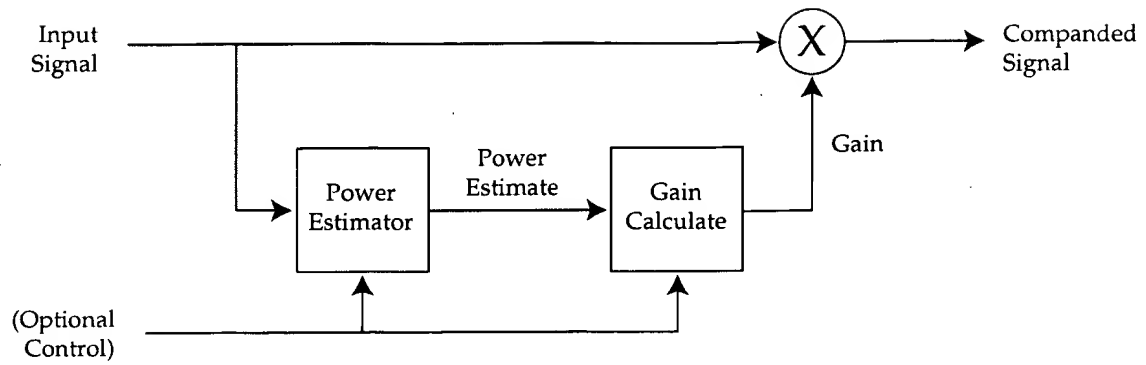 Input
Signal
X
Companded
Signal
Gain
Power
Estimator
Power
Estimate
Gain
Calculate
(Optional
Control)